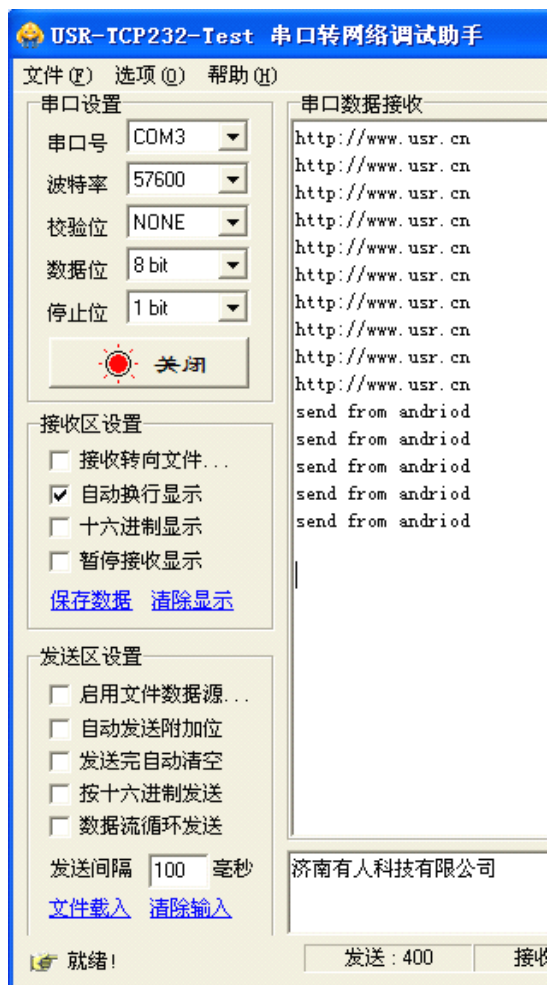 USR-TCP232-Test 串口转网络调试助手
文件(F) 选项(O) 帮助(H)
串口设置
串口号 COM3
波特率 57600
校验位 NONE
数据位 8 bit
停止位 1 bit
关闭
接收区设置
接收转向文件...
自动换行显示
十六进制显示
暂停接收显示
保存数据 清除显示
发送区设置
启用文件数据源...
自动发送附加位
发送完自动清空
按十六进制发送
数据流循环发送
发送间隔 100 毫秒
文件载入 清除输入
就绪!
串口数据接收
http://www.usr.cn
http://www.usr.cn
http://www.usr.cn
http://www.usr.cn
http://www.usr.cn
http://www.usr.cn
http://www.usr.cn
http://www.usr.cn
http://www.usr.cn
http://www.usr.cn
send from andriod
send from andriod
send from andriod
send from andriod
send from andriod
济南有人科技有限公司
发送 : 400 接收